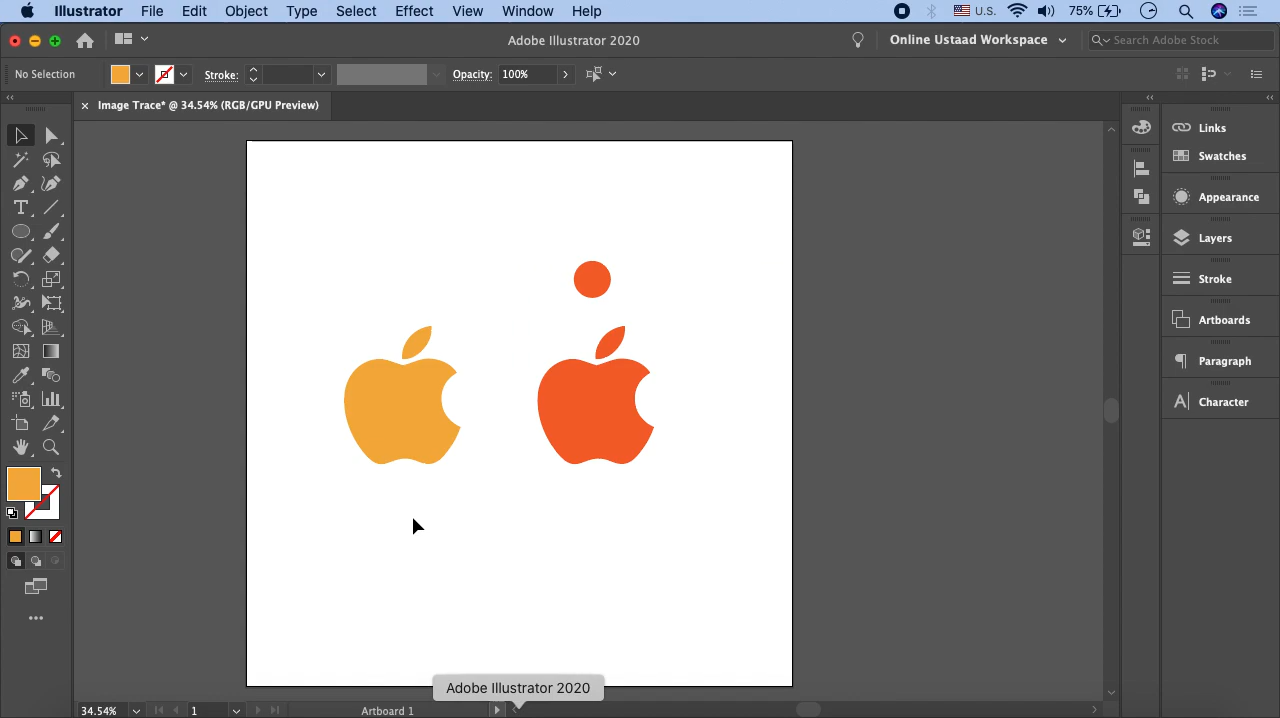 Illustrator File Edit Object Type Select Effect View Window Help U.S. 75%
Adobe Illustrator 2020 Online Ustaad Workspace Search Adobe Stock
No Selection Stroke: Opacity: 100%
× Image Trace* @ 34.54% (RGB/GPU Preview)
Links
Swatches
Appearance
Layers
Stroke
Artboards
Paragraph
Character
Adobe Illustrator 2020
34.54% 1 Artboard 1